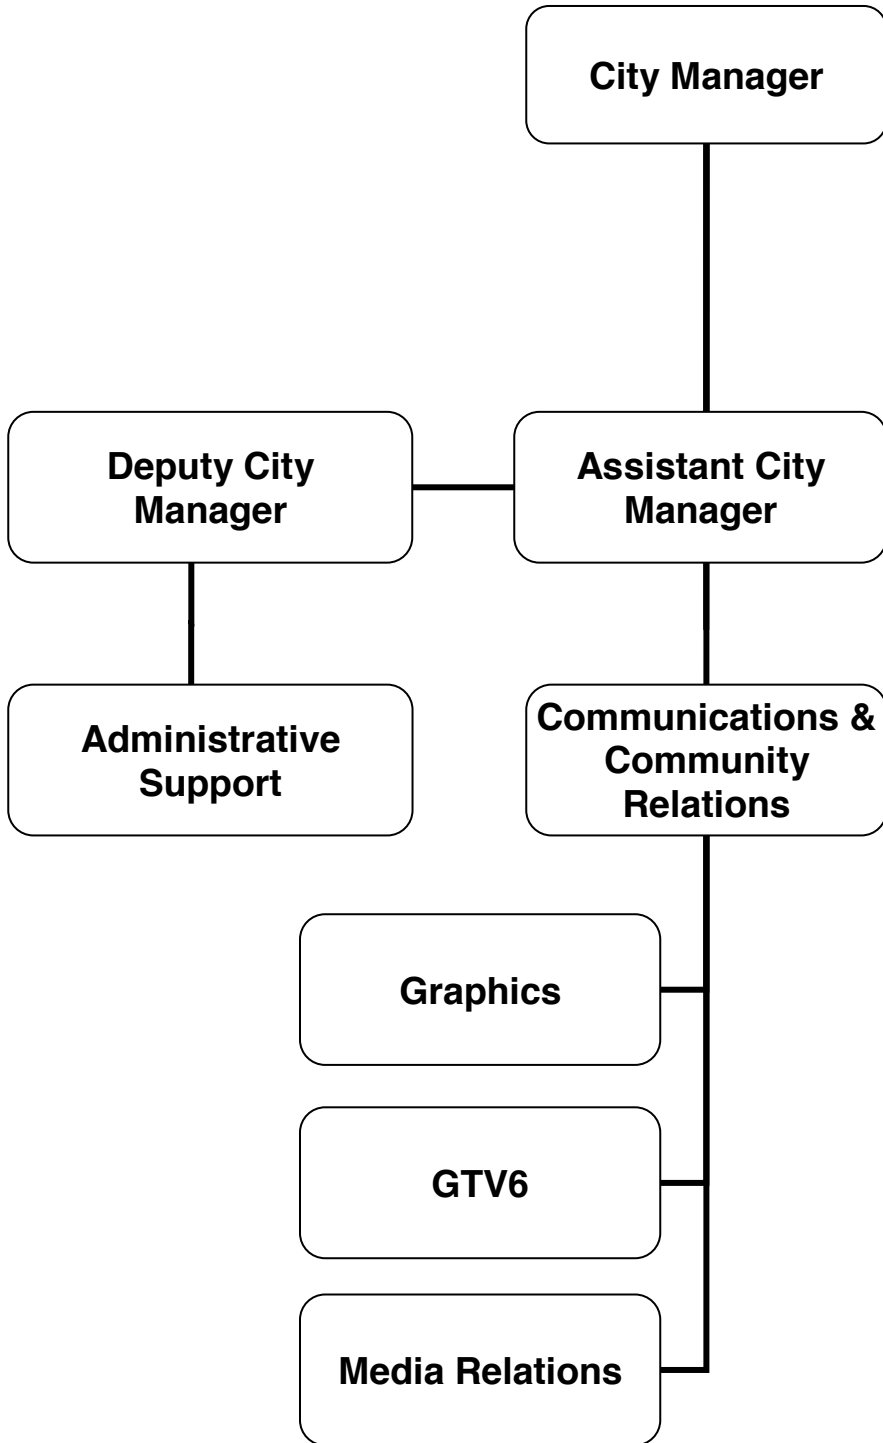 City Manager
Deputy City
Manager
Assistant City
Manager
Administrative
Support
Communications &
Community
Relations
Graphics
GTV6
Media Relations